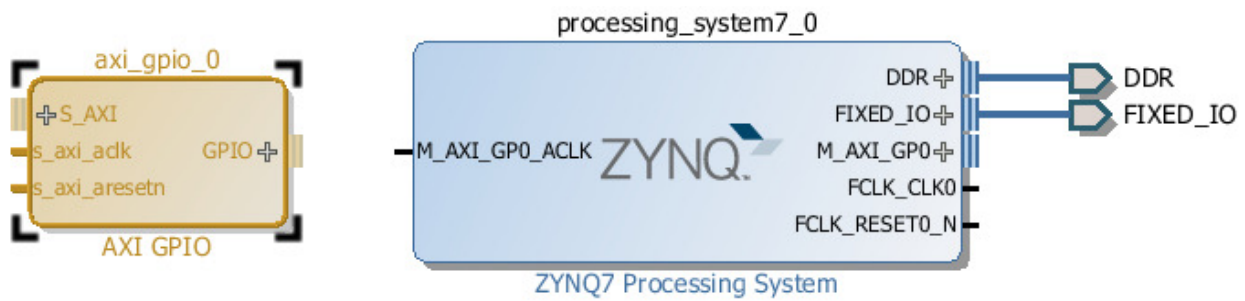 axi_gpio_0
S_AXI
s_axi_aclk
GPIO
s_axi_aresetn
AXI GPIO
processing_system7_0
DDR
FIXED_IO
M_AXI_GP0_ACLK
ZYNQ
M_AXI_GP0
FCLK_CLK0
FCLK_RESET0_N
ZYNQ7 Processing System
DDR
FIXED_IO